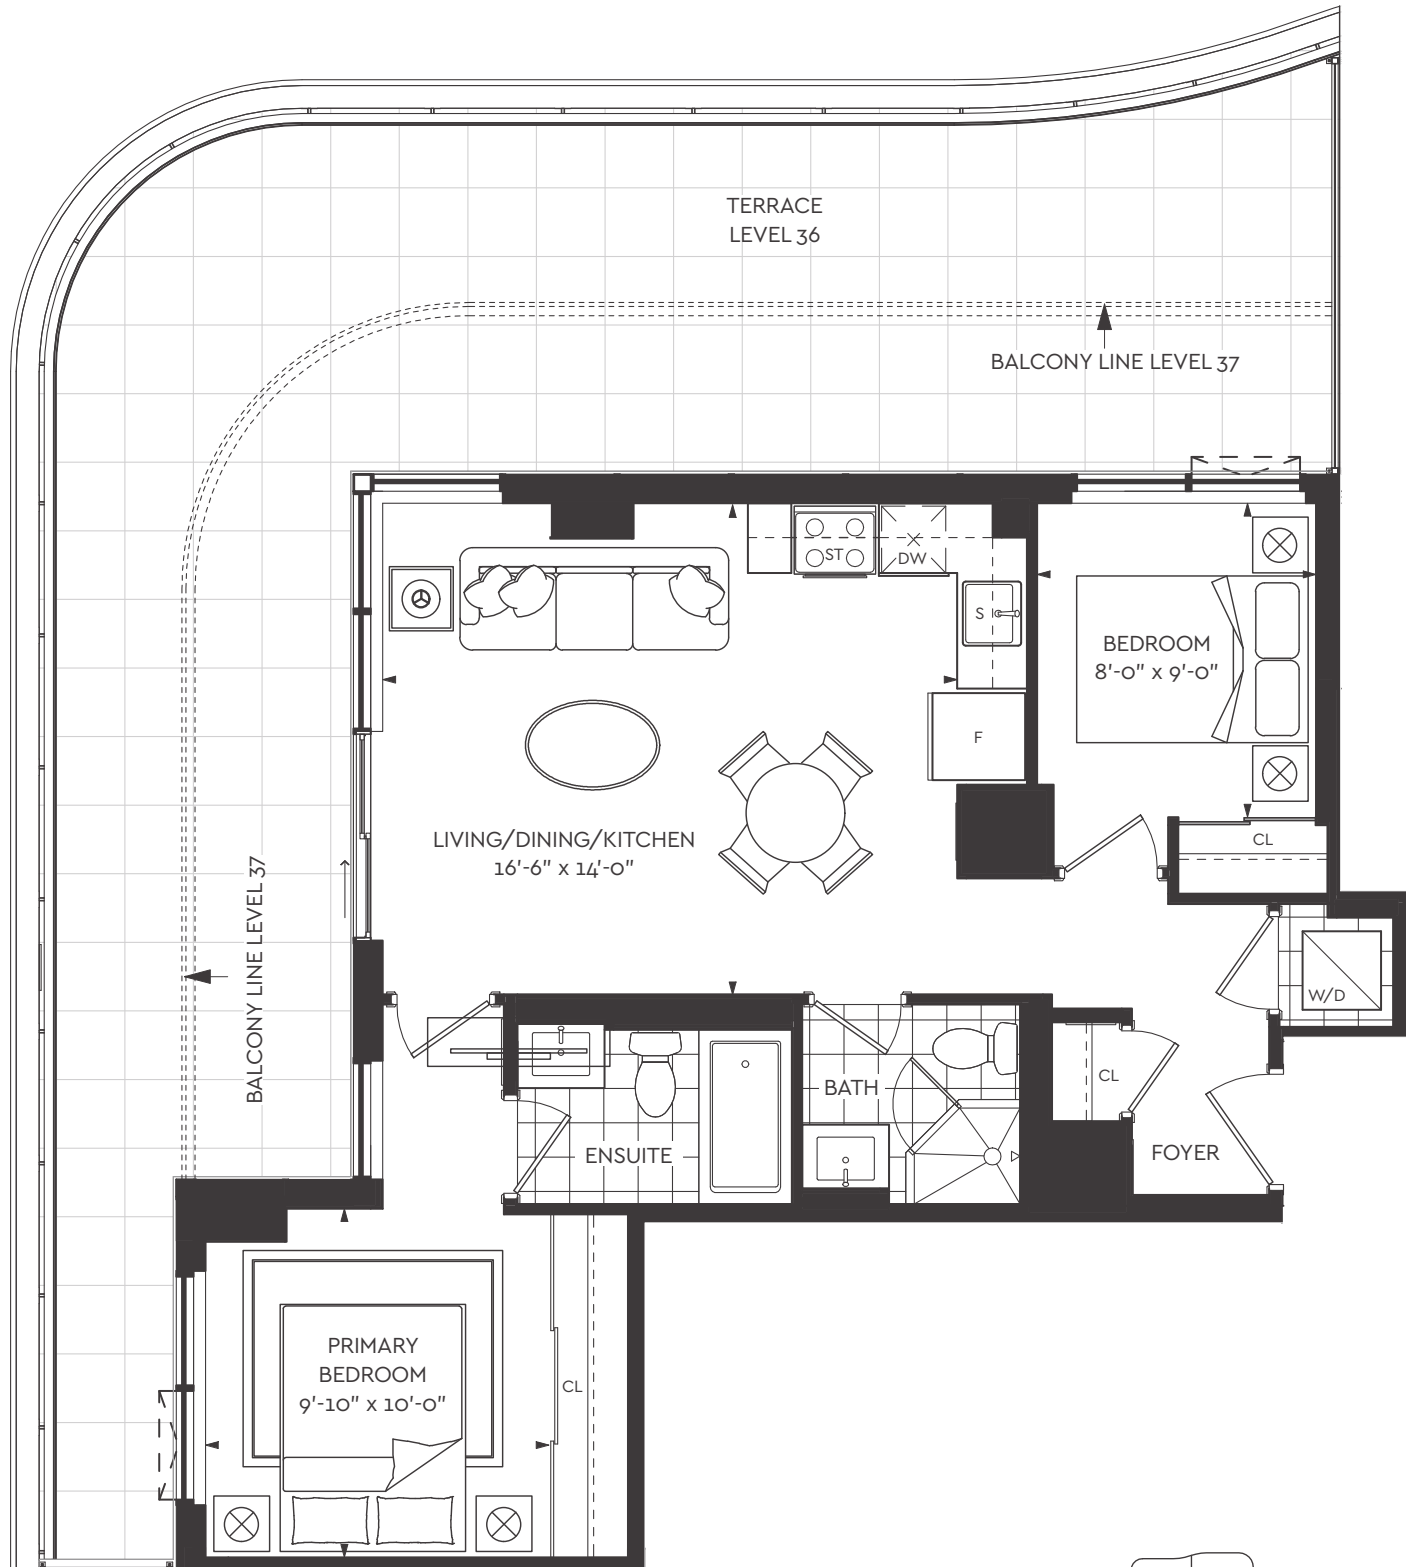 TERRACE
LEVEL 36
BALCONY LINE LEVEL 37
ST
DW
S
BEDROOM
8'-0" x 9'-0"
F
LIVING/DINING/KITCHEN
16'-6" x 14'-0"
CL
BALCONY LINE LEVEL 37
W/D
CL
BATH
ENSUITE
FOYER
PRIMARY
BEDROOM
9'-10" x 10'-0"
CL